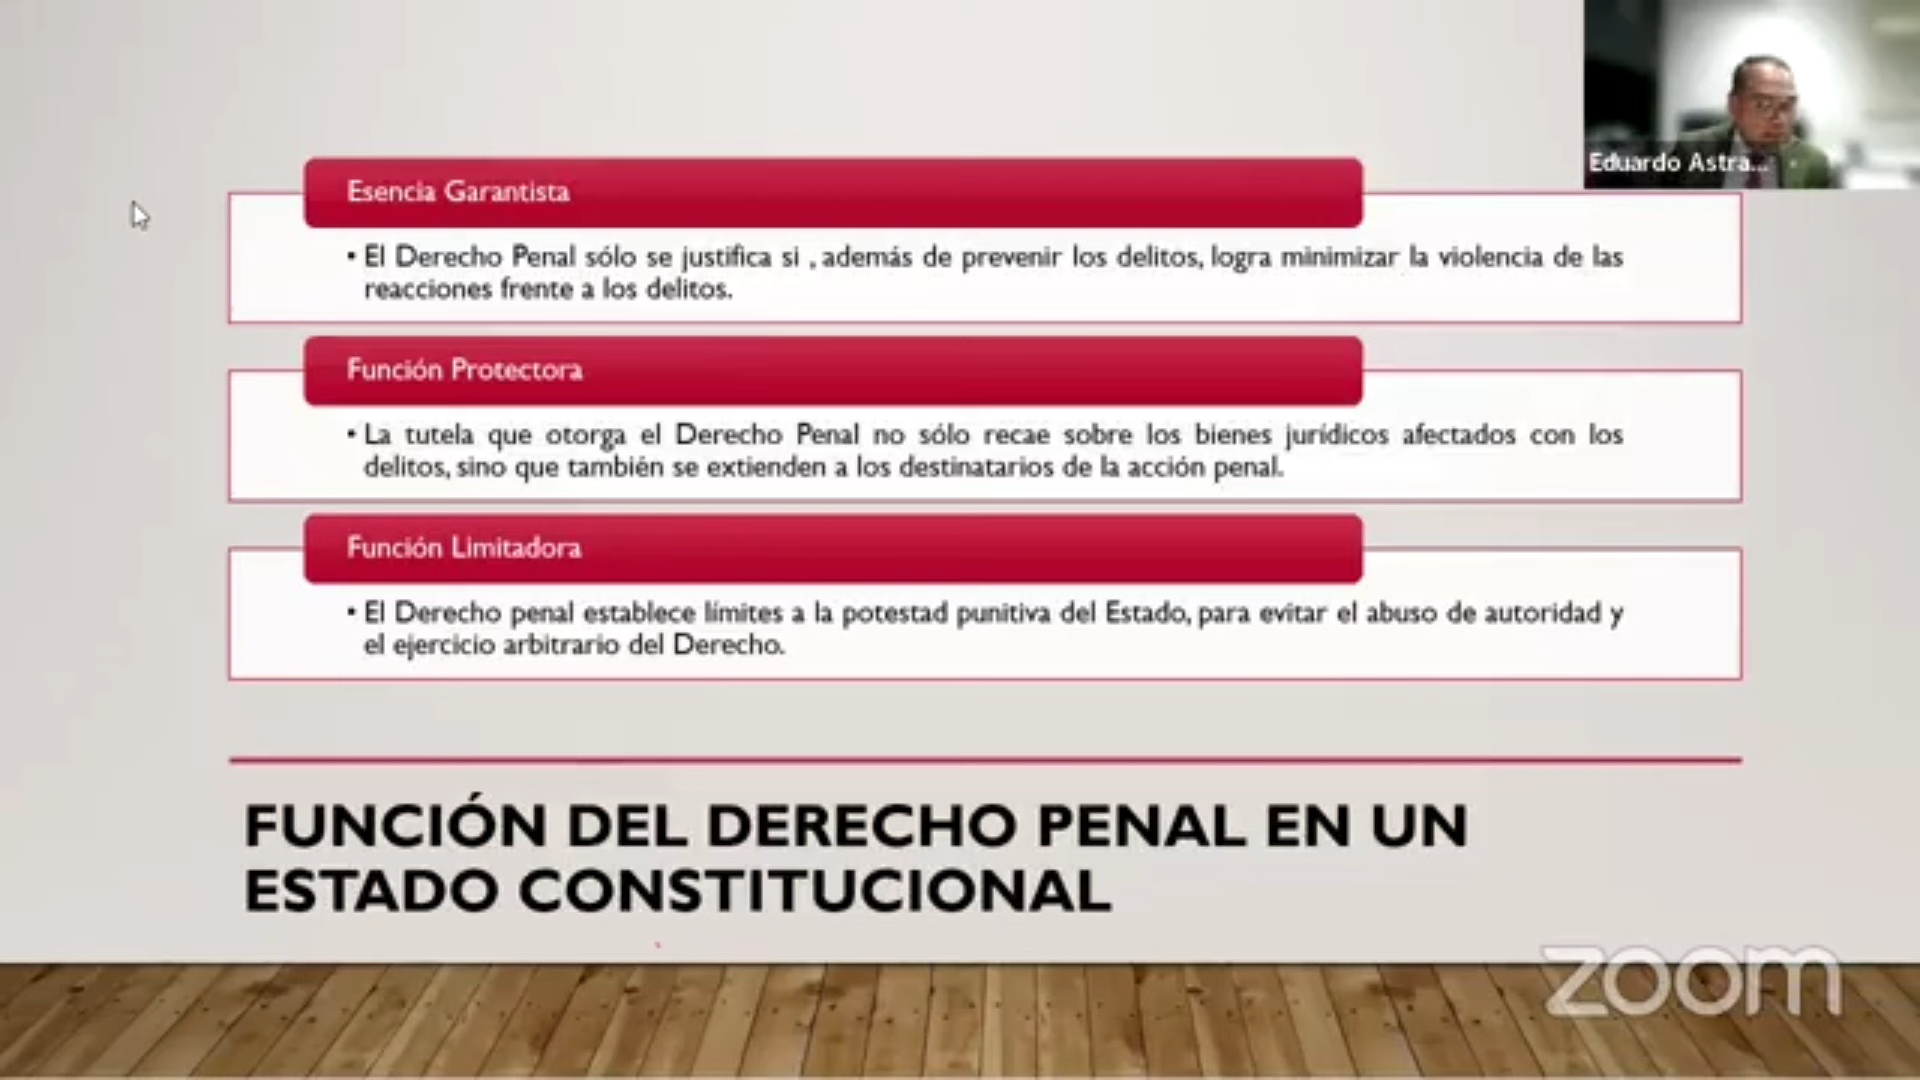 Eduardo Astra...
Esencia Garantista
• El Derecho Penal sólo se justifica si , además de prevenir los delitos, logra minimizar la violencia de las
reacciones frente a los delitos.
Función Protectora
• La tutela que otorga el Derecho Penal no sólo recae sobre los bienes jurídicos afectados con los
delitos, sino que también se extienden a los destinatarios de la acción penal.
Función Limitadora
• El Derecho penal establece límites a la potestad punitiva del Estado, para evitar el abuso de autoridad y
el ejercicio arbitrario del Derecho.
FUNCIÓN DEL DERECHO PENAL EN UN
ESTADO CONSTITUCIONAL
zoom